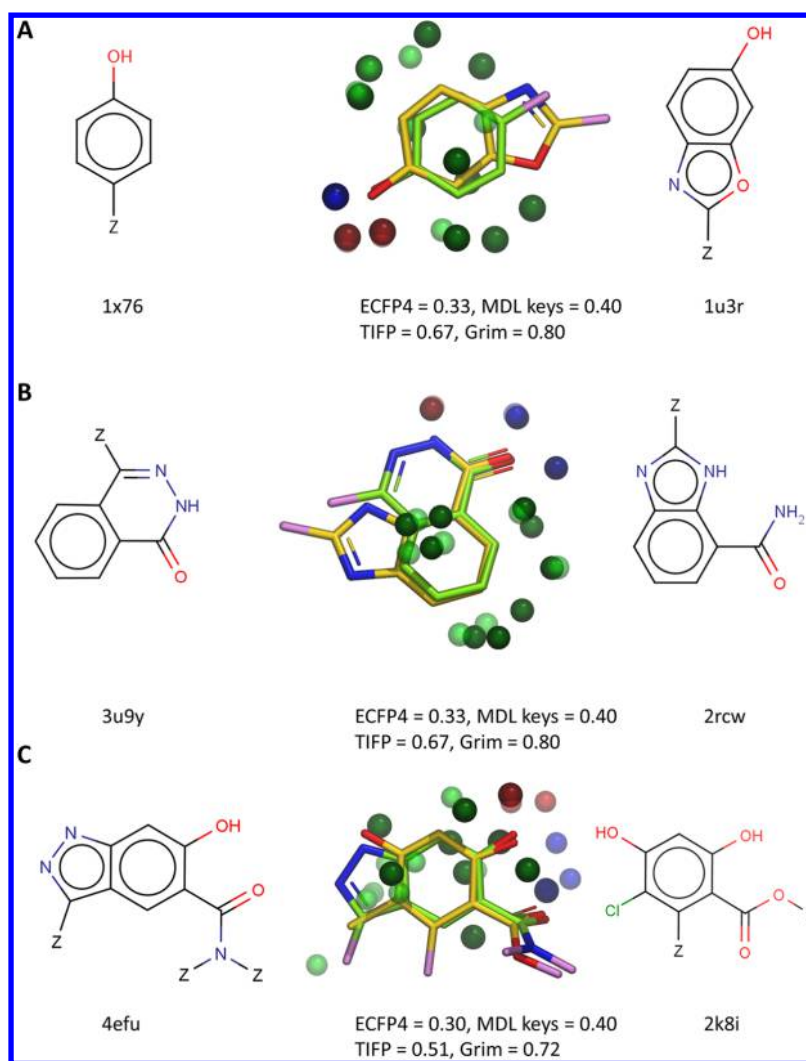 A
OH
Z
1x76
ECFP4 = 0.33, MDL keys = 0.40
TIFP = 0.67, Grim = 0.80
OH
N
O
Z
1u3r
B
Z
N
NH
O
3u9y
ECFP4 = 0.33, MDL keys = 0.40
TIFP = 0.67, Grim = 0.80
Z
N
NH
NH2
O
2rcw
C
N
N
OH
O
Z
N
Z
Z
4efu
ECFP4 = 0.30, MDL keys = 0.40
TIFP = 0.51, Grim = 0.72
HO
OH
Cl
O
Z
O
2k8i